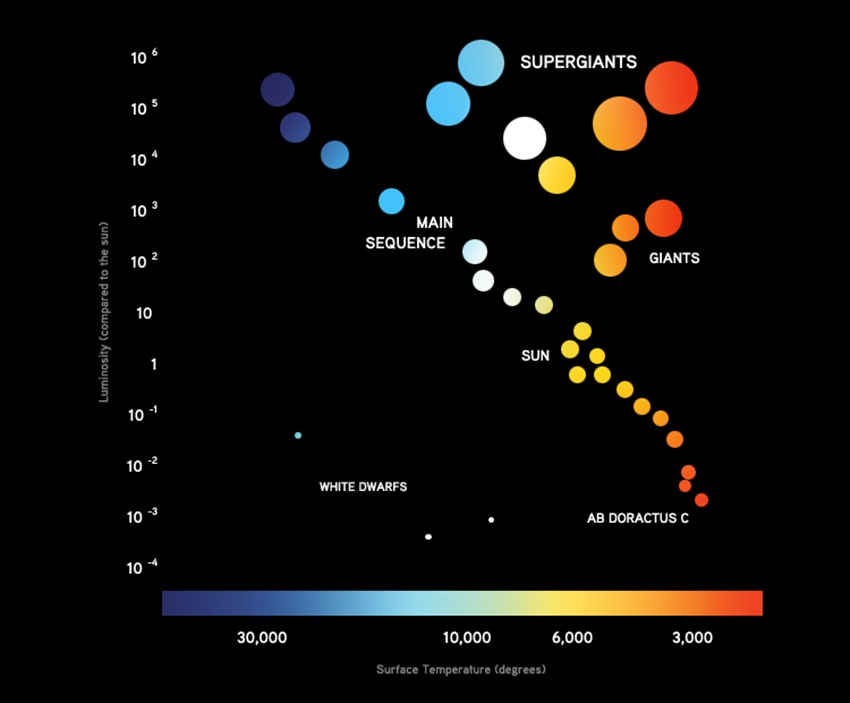 10 6
SUPERGIANTS
10 5
10 4
10 3
MAIN
SEQUENCE
10 2
GIANTS
10
SUN
1
10 -1
10 -2
WHITE DWARFS
10 -3
AB DORACTUS C
10 -4
Luminosity (compared to the sun)
30,000
10,000
6,000
3,000
Surface Temperature (degrees)